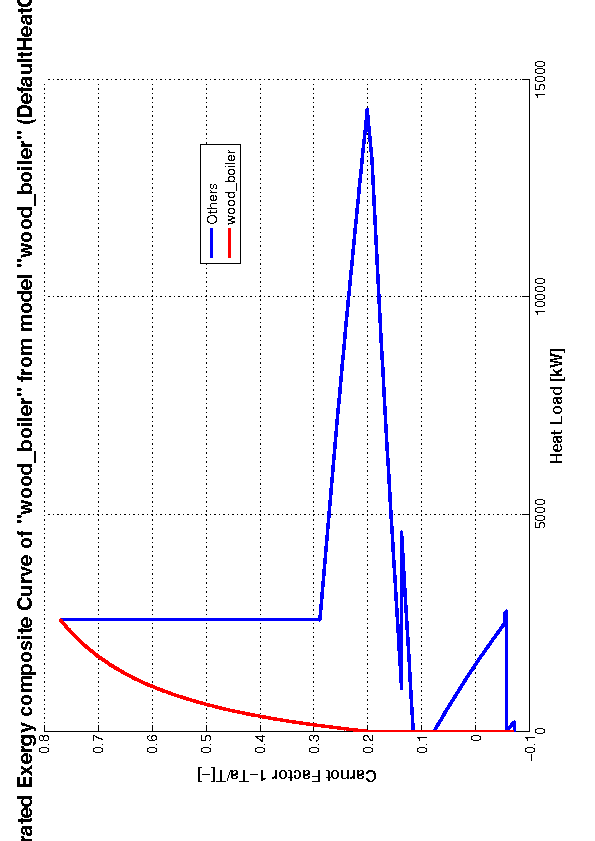 rated Exergy composite Curve of "wood_boiler" from model "wood_boiler" (DefaultHeatC
0.8
0.7
0.6
0.5
0.4
0.3
0.2
0.1
0
−0.1
Carnot Factor 1−Ta/T[−]
Others
wood_boiler
0
5000
10000
15000
Heat Load [kW]